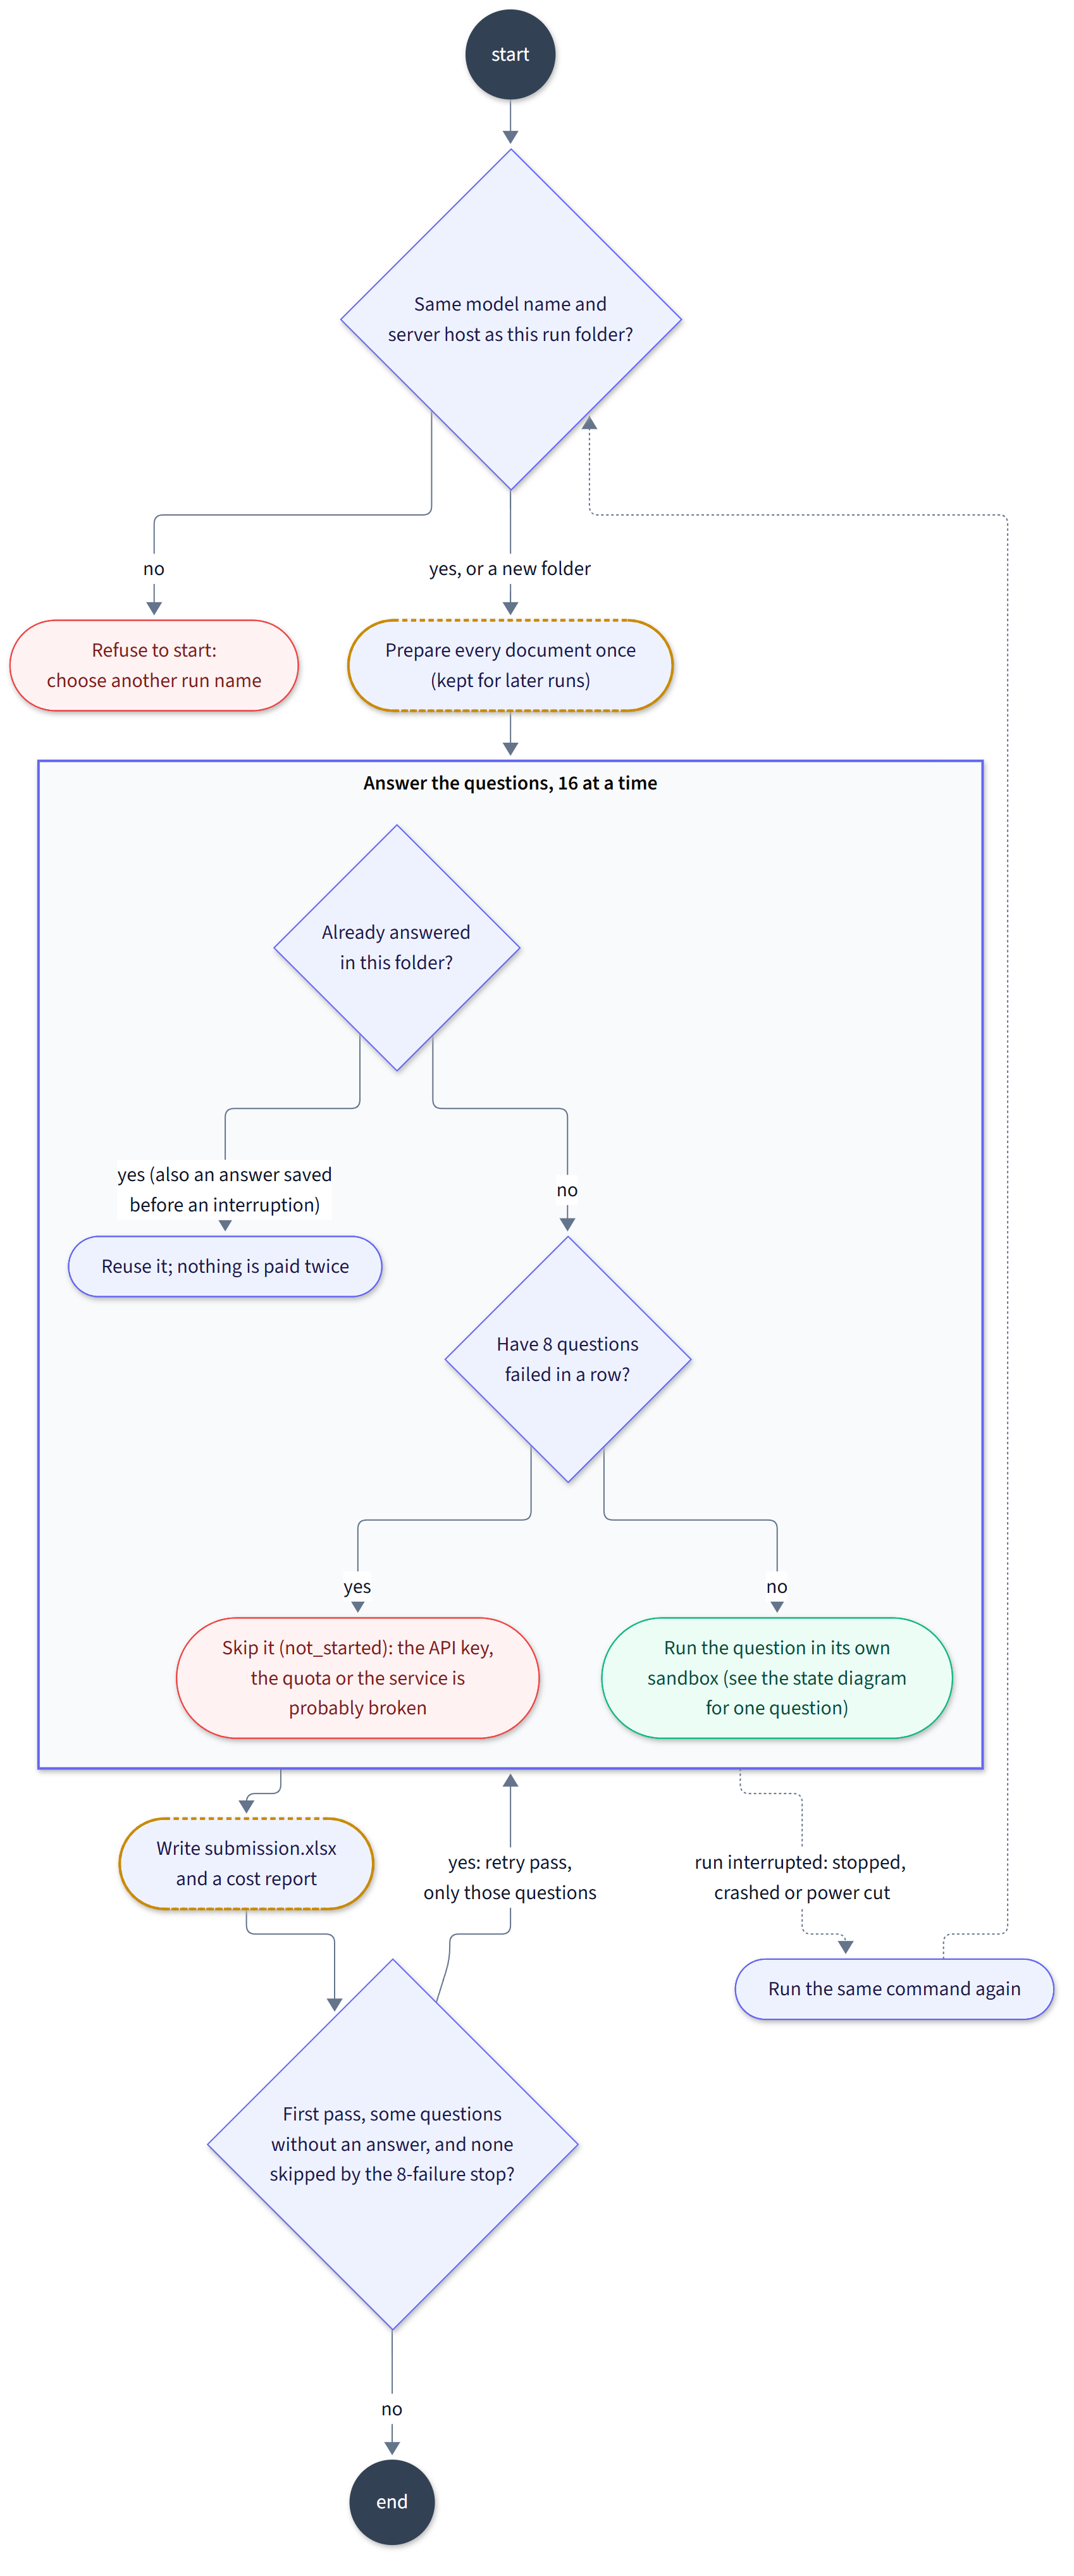 start
Same model name and
server host as this run folder?
no
yes, or a new folder
Refuse to start:
choose another run name
Prepare every document once
(kept for later runs)
Answer the questions, 16 at a time
Already answered
in this folder?
yes (also an answer saved
before an interruption)
no
Reuse it; nothing is paid twice
Have 8 questions
failed in a row?
yes
no
Skip it (not_started): the API key,
the quota or the service is
probably broken
Run the question in its own
sandbox (see the state diagram
for one question)
Write submission.xlsx
and a cost report
yes: retry pass,
only those questions
run interrupted: stopped,
crashed or power cut
Run the same command again
First pass, some questions
without an answer, and none
skipped by the 8-failure stop?
no
end